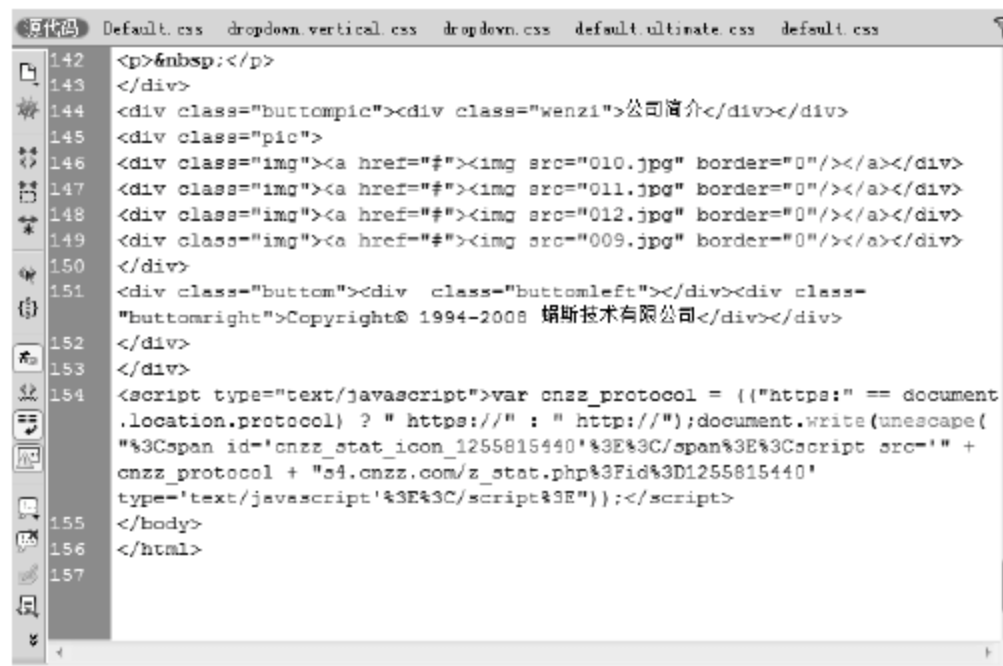 源代码 Default.css dropdown.vertical.css dropdown.css default.ultimate.css default.css
142 <p>&nbsp;</p>
143 </div>
144 <div class="buttompic"><div class="wenzi">公司简介</div></div>
145 <div class="pic">
146 <div class="img"><a href="#"><img src="010.jpg" border="0"/></a></div>
147 <div class="img"><a href="#"><img src="011.jpg" border="0"/></a></div>
148 <div class="img"><a href="#"><img src="012.jpg" border="0"/></a></div>
149 <div class="img"><a href="#"><img src="009.jpg" border="0"/></a></div>
150 </div>
151 <div class="buttom"><div  class="buttomleft"></div><div class=
"buttomright">Copyright© 1994-2008 蜗斯技术有限公司</div></div>
152 </div>
153 </div>
154 <script type="text/javascript">var cnzz_protocol = (("https:" == document
.location.protocol) ? " https://" : " http://");document.write(unescape(
"%3Cspan id='cnzz_stat_icon_1255815440'%3E%3C/span%3E%3Cscript src='" +
cnzz_protocol + "s4.cnzz.com/z_stat.php%3Fid%3D1255815440'
type='text/javascript'%3E%3C/script%3E"));</script>
155 </body>
156 </html>
157